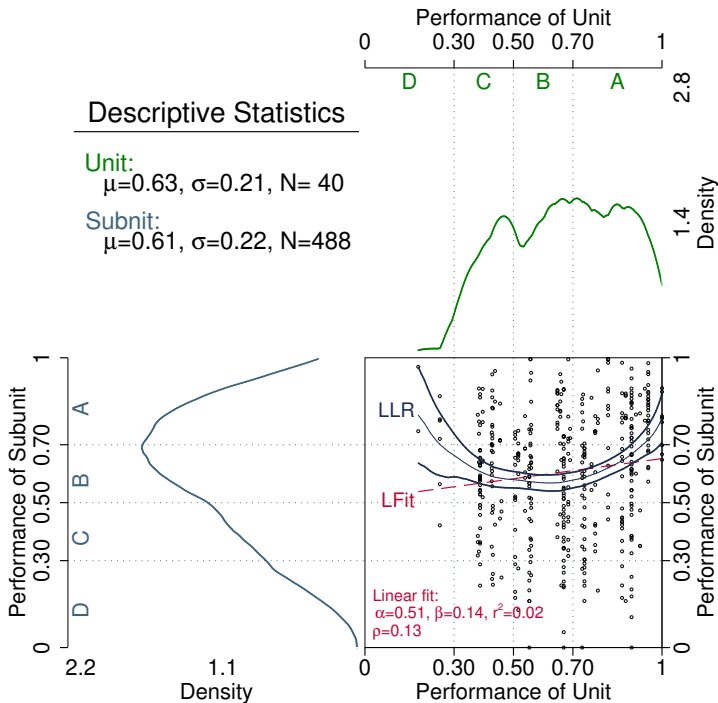 Performance of Unit
0 0.30 0.50 0.70 1
D C B A
2.8
1.4
Density
Descriptive Statistics
Unit:
μ=0.63, σ=0.21, N= 40
Subnit:
μ=0.61, σ=0.22, N=488
Performance of Subunit
1
0.70
0.50
0.30
0
A
B
C
D
2.2 1.1
Density
LLR
LFit
Linear fit:
α=0.51, β=0.14, r²=0.02
ρ=0.13
0 0.30 0.50 0.70 1
Performance of Unit
1
0.70
0.50
0.30
0
Performance of Subunit